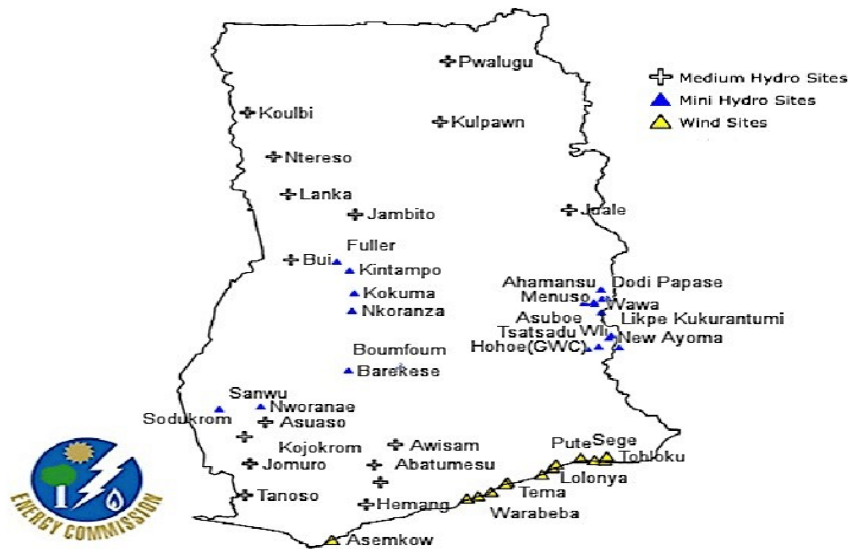 Pwalugu
Medium Hydro Sites
Mini Hydro Sites
Wind Sites
Koulbi
Kulpawn
Ntereso
Lanka
Jambito
Juale
Fuller
Bui
Kintampo
Ahamansu
Dodi Papase
Kokuma
Menuso
Wawa
Nkoranza
Asuboe
Likpe Kukurantumi
Tsatsadu
Wli
New Ayoma
Hohoe(GWC)
Boumfoum
Barekese
Sanwu
Nworanae
Sodukrom
Asuaso
Kojokrom
Awisam
Pute
Sege
Jomuro
Abatumesu
Tohloku
Lolonya
Tanoso
Hemang
Tema
Warabeba
Asemkow
ENERGY COMMISSION